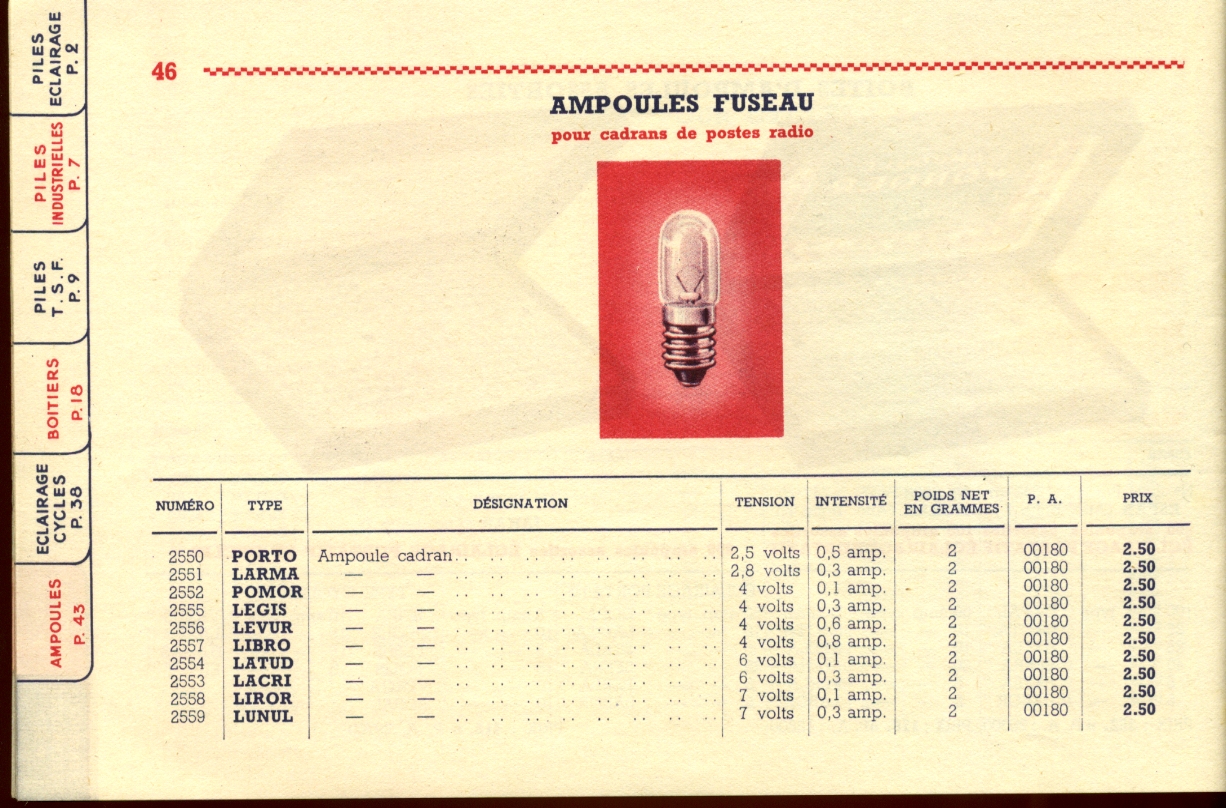 PILES
ECLAIRAGE
P. 2
PILES
INDUSTRIELLES
P. 7
PILES
T. S. F.
P. 9
BOITIERS
P. 18
ECLAIRAGE
CYCLES
P. 38
AMPOULES
P. 43
46
AMPOULES FUSEAU
pour cadrans de postes radio
NUMÉRO TYPE DÉSIGNATION TENSION INTENSITÉ POIDS NET EN GRAMMES P. A. PRIX
2550 PORTO Ampoule cadran.. .. .. .. .. .. .. .. 2,5 volts 0,5 amp. 2 00180 2.50
2551 LARMA — — .. .. .. .. .. .. .. .. 2,8 volts 0,3 amp. 2 00180 2.50
2552 POMOR — — .. .. .. .. .. .. .. .. 4 volts 0,1 amp. 2 00180 2.50
2555 LEGIS — — .. .. .. .. .. .. .. .. 4 volts 0,3 amp. 2 00180 2.50
2556 LEVUR — — .. .. .. .. .. .. .. .. 4 volts 0,6 amp. 2 00180 2.50
2557 LIBRO — — .. .. .. .. .. .. .. .. 4 volts 0,8 amp. 2 00180 2.50
2554 LATUD — — .. .. .. .. .. .. .. .. 6 volts 0,1 amp. 2 00180 2.50
2553 LACRI — — .. .. .. .. .. .. .. .. 6 volts 0,3 amp. 2 00180 2.50
2558 LIROR — — .. .. .. .. .. .. .. .. 7 volts 0,1 amp. 2 00180 2.50
2559 LUNUL — — .. .. .. .. .. .. .. .. 7 volts 0,3 amp. 2 00180 2.50